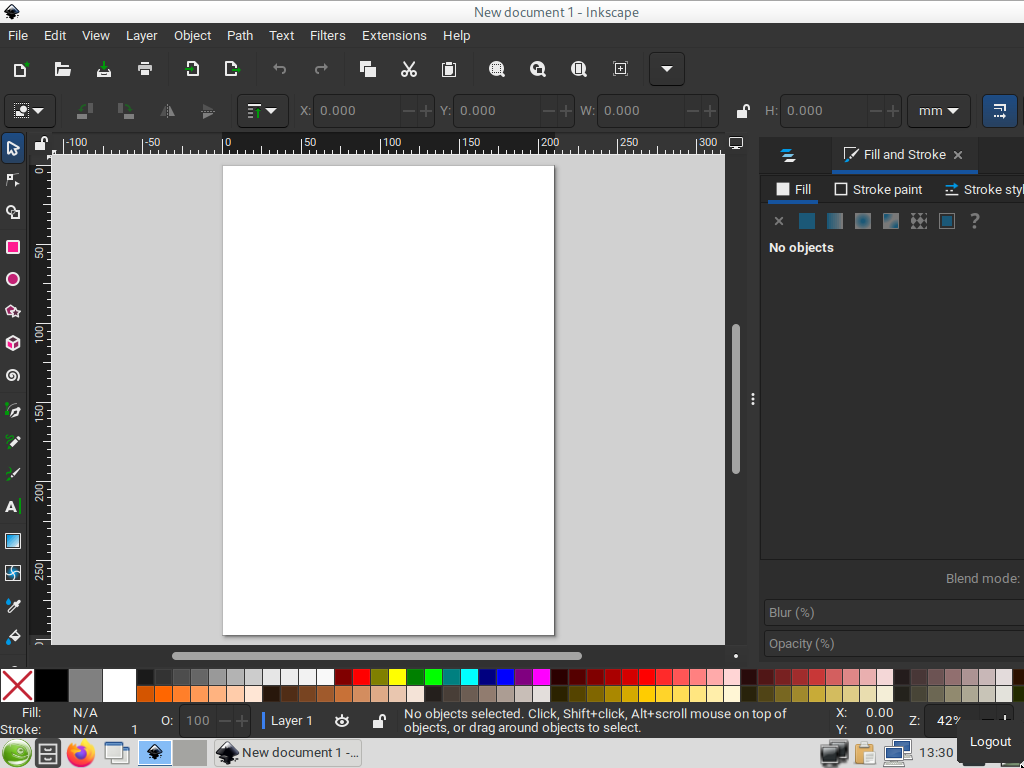 New document 1 - Inkscape
File Edit View Layer Object Path Text Filters Extensions Help
X: 0.000 Y: 0.000 W: 0.000 H: 0.000 mm
-100 -50 0 50 100 150 200 250 300
0
50
100
150
200
250
Fill and Stroke
Fill Stroke paint Stroke styl
?
No objects
Blend mode:
Blur (%)
Opacity (%)
Fill: N/A
Stroke: N/A 1
O: 100
Layer 1
No objects selected. Click, Shift+click, Alt+scroll mouse on top of
objects, or drag around objects to select.
X: 0.00
Y: 0.00
Z: 42%
Logout
New document 1 -...
13:30